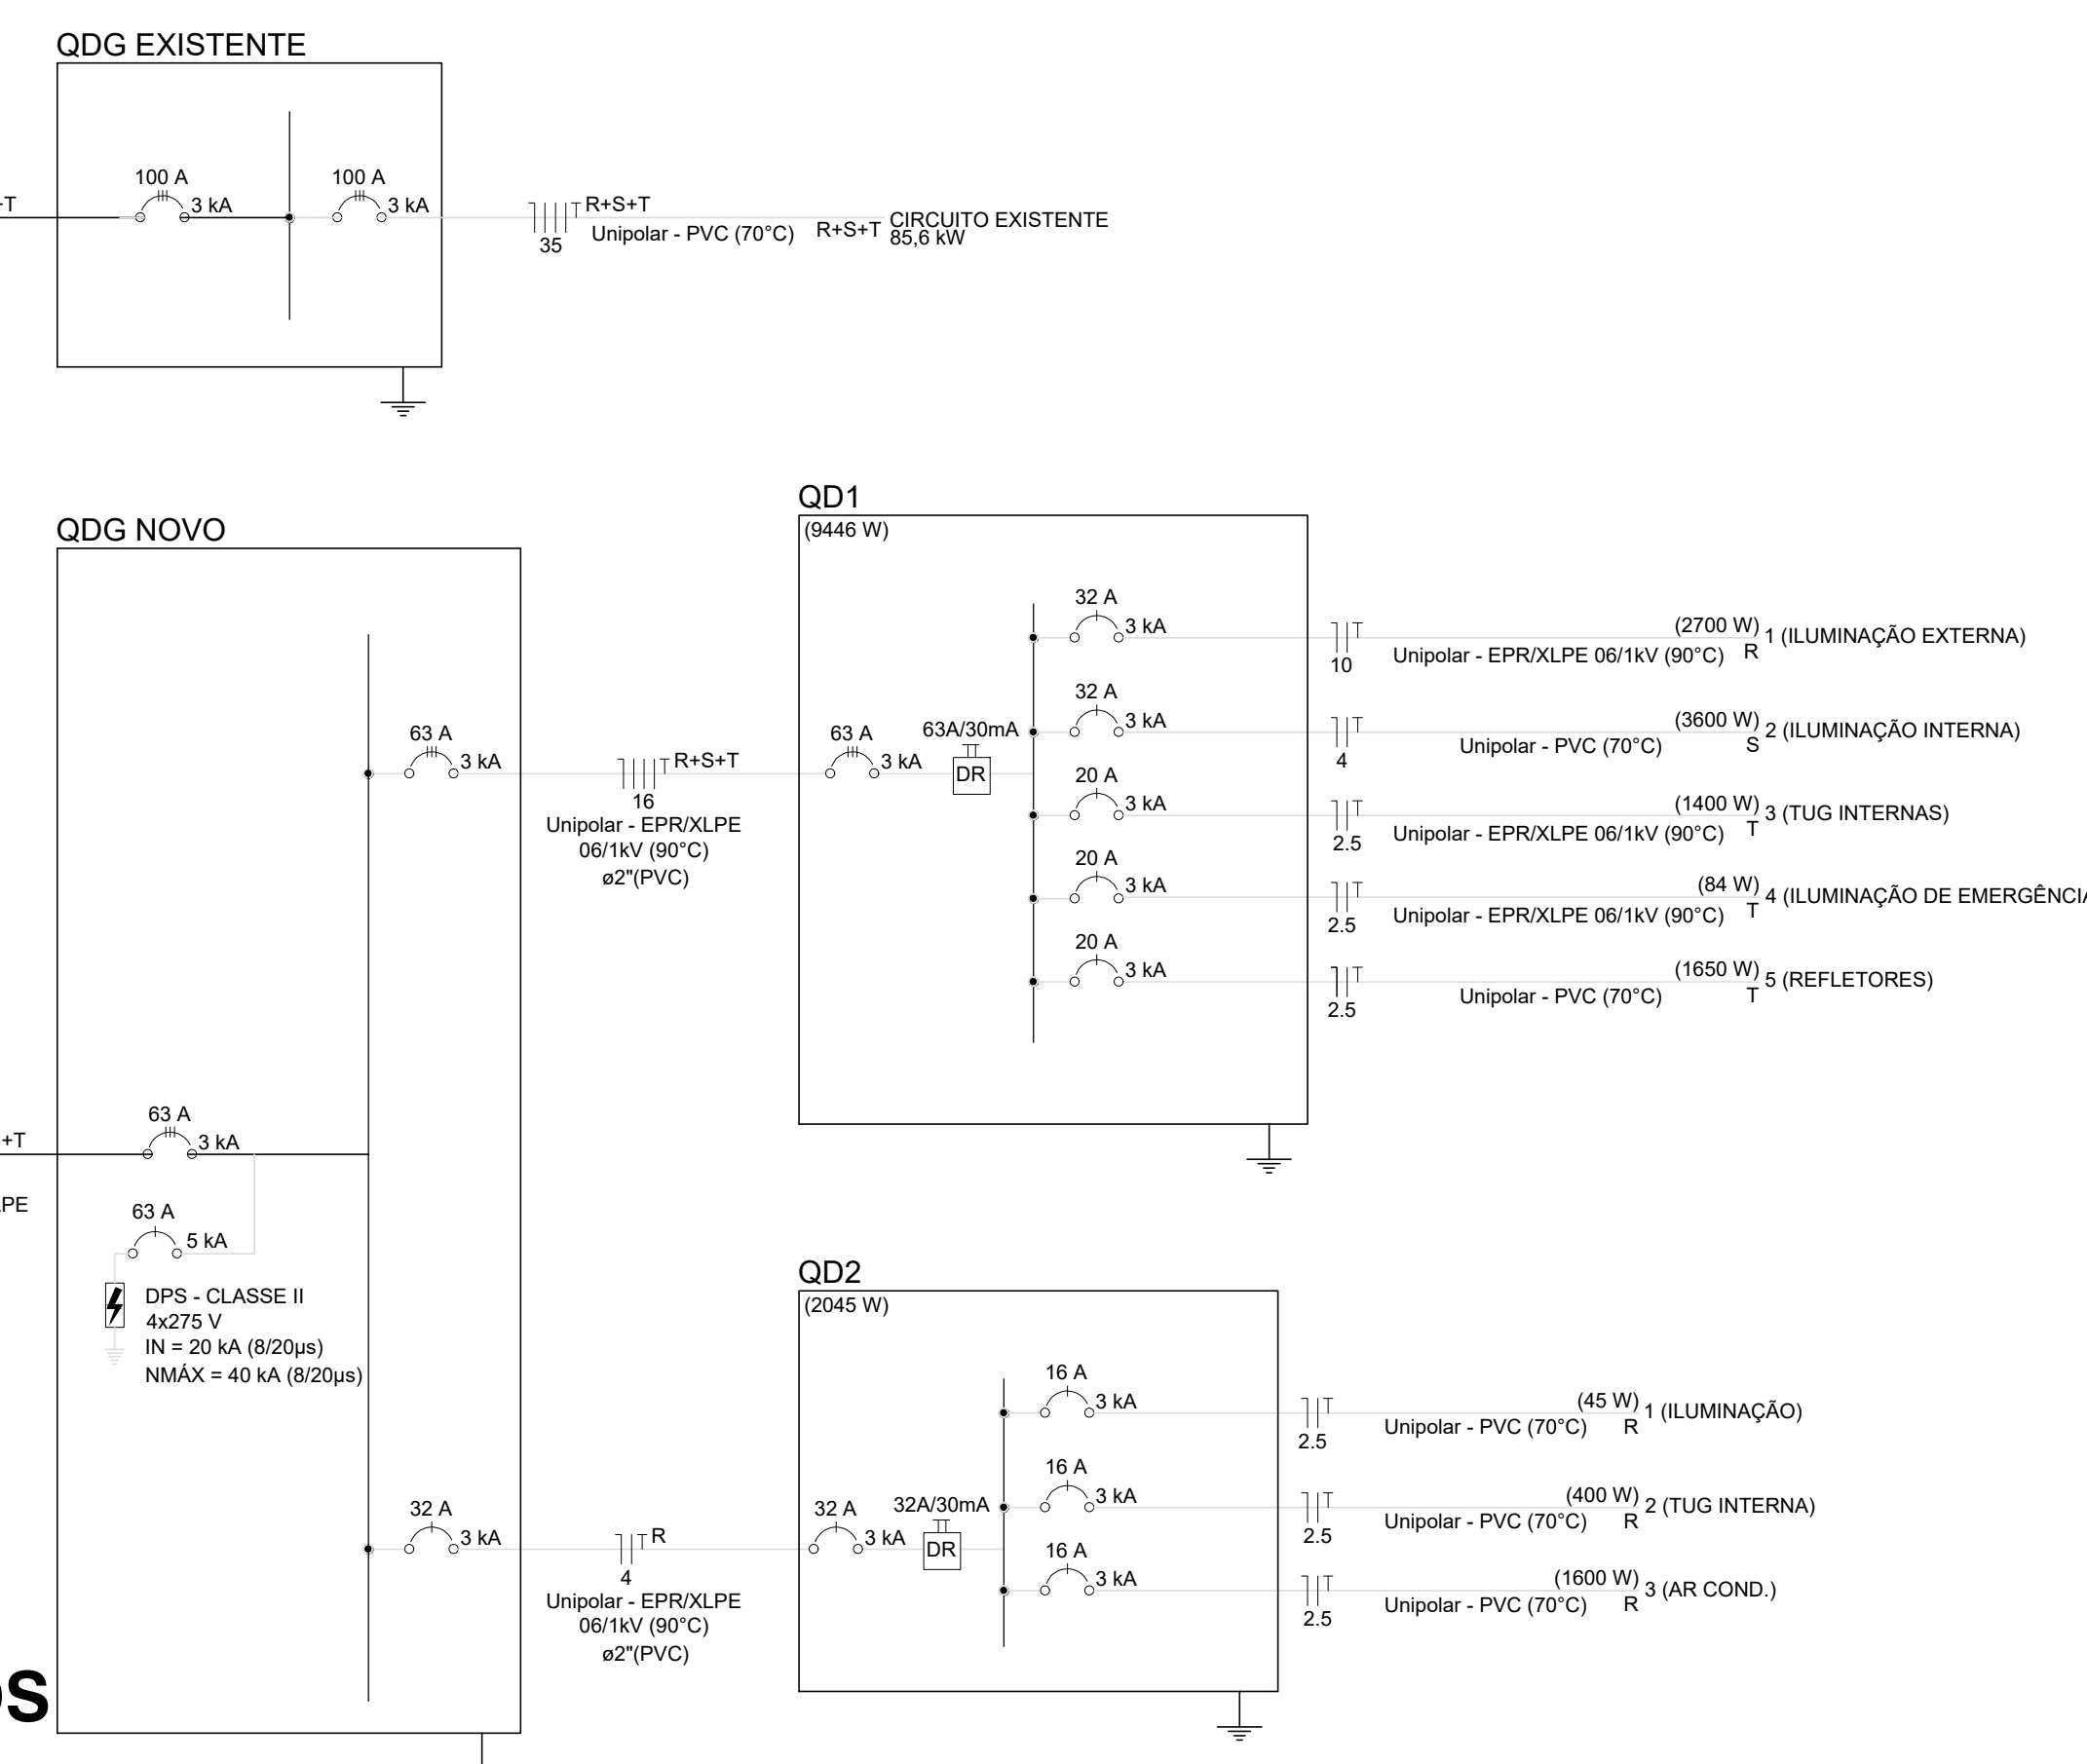 QDG EXISTENTE
100 A
3 kA
100 A
3 kA
+T
R+S+T
35
Unipolar - PVC (70°C)
R+S+T
CIRCUITO EXISTENTE
85,6 kW
QDG NOVO
63 A
3 kA
R+S+T
16
Unipolar - EPR/XLPE
06/1kV (90°C)
ø2"(PVC)
63 A
3 kA
+T
PE
63 A
5 kA
DPS - CLASSE II
4x275 V
IN = 20 kA (8/20µs)
NMÁX = 40 kA (8/20µs)
32 A
3 kA
R
4
Unipolar - EPR/XLPE
06/1kV (90°C)
ø2"(PVC)
OS
QD1
(9446 W)
63 A
3 kA
63A/30mA
DR
32 A
3 kA
10
Unipolar - EPR/XLPE 06/1kV (90°C)
(2700 W)
R
1 (ILUMINAÇÃO EXTERNA)
32 A
3 kA
4
Unipolar - PVC (70°C)
(3600 W)
S
2 (ILUMINAÇÃO INTERNA)
20 A
3 kA
2.5
Unipolar - EPR/XLPE 06/1kV (90°C)
(1400 W)
T
3 (TUG INTERNAS)
20 A
3 kA
2.5
Unipolar - EPR/XLPE 06/1kV (90°C)
(84 W)
T
4 (ILUMINAÇÃO DE EMERGÊNCIA
20 A
3 kA
2.5
Unipolar - PVC (70°C)
(1650 W)
T
5 (REFLETORES)
QD2
(2045 W)
32 A
3 kA
32A/30mA
DR
16 A
3 kA
2.5
Unipolar - PVC (70°C)
(45 W)
R
1 (ILUMINAÇÃO)
16 A
3 kA
2.5
Unipolar - PVC (70°C)
(400 W)
R
2 (TUG INTERNA)
16 A
3 kA
2.5
Unipolar - PVC (70°C)
(1600 W)
R
3 (AR COND.)